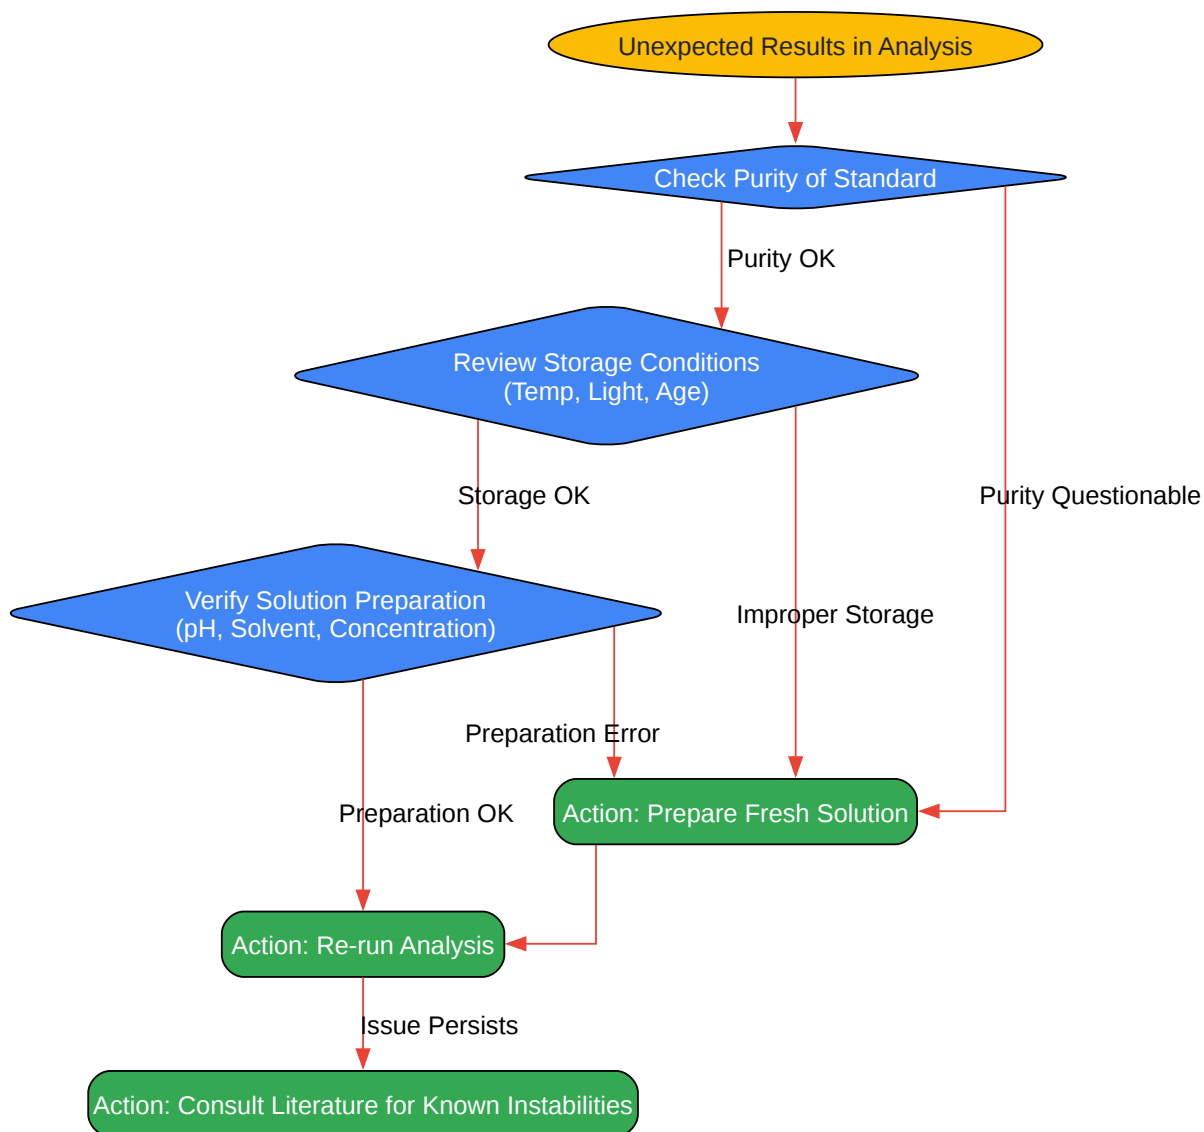 Unexpected Results in Analysis
Check Purity of Standard
Purity OK
Review Storage Conditions
(Temp, Light, Age)
Storage OK
Purity Questionable
Verify Solution Preparation
(pH, Solvent, Concentration)
Improper Storage
Preparation Error
Preparation OK
Action: Prepare Fresh Solution
Action: Re-run Analysis
Issue Persists
Action: Consult Literature for Known Instabilities